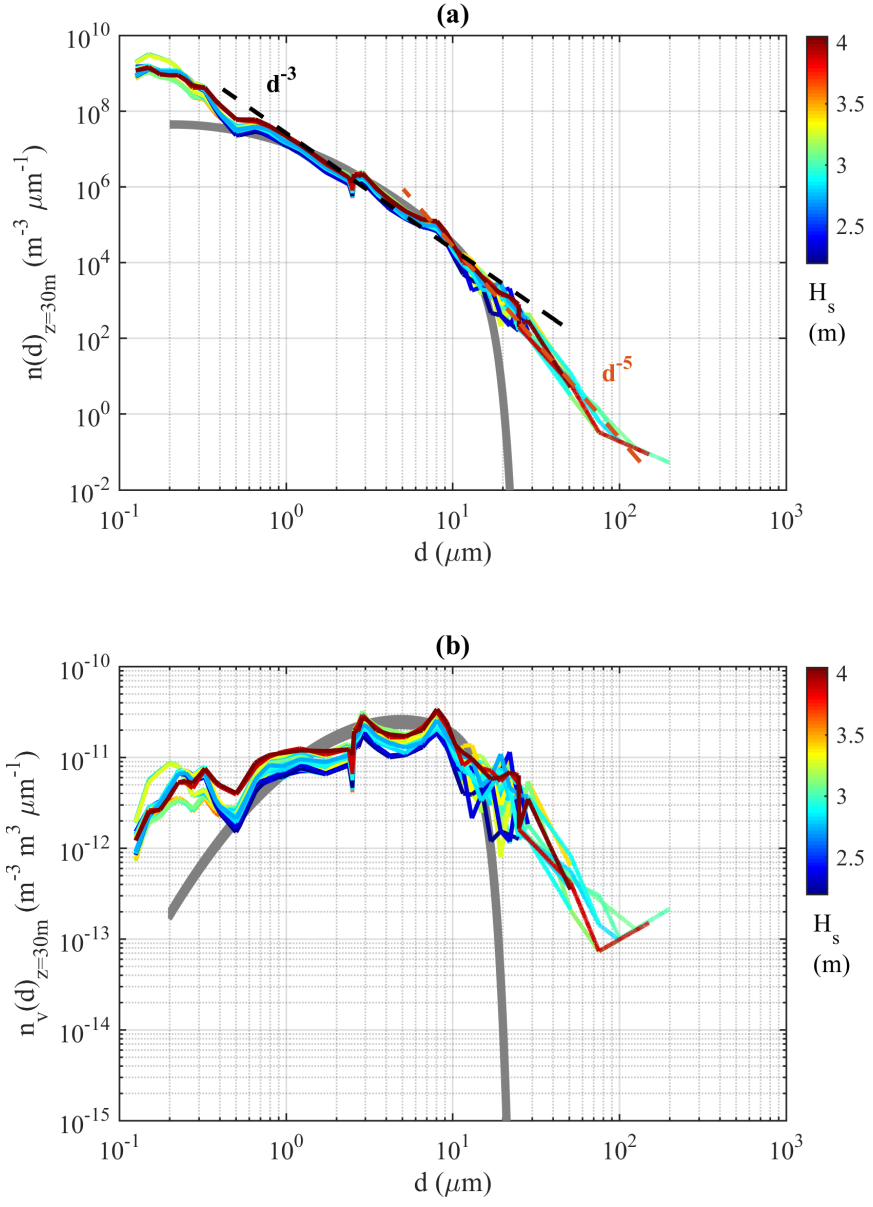 (a)
n(d)_{z=30m} (m^{-3} μm^{-1})
10^{10}
10^{8}
10^{6}
10^{4}
10^{2}
10^{0}
10^{-2}
d^{-3}
d^{-5}
10^{-1} 10^{0} 10^{1} 10^{2} 10^{3}
d (μm)
4
3.5
3
2.5
H_s
(m)
(b)
n_v(d)_{z=30m} (m^{-3} m^{3} μm^{-1})
10^{-10}
10^{-11}
10^{-12}
10^{-13}
10^{-14}
10^{-15}
10^{-1} 10^{0} 10^{1} 10^{2} 10^{3}
d (μm)
4
3.5
3
2.5
H_s
(m)